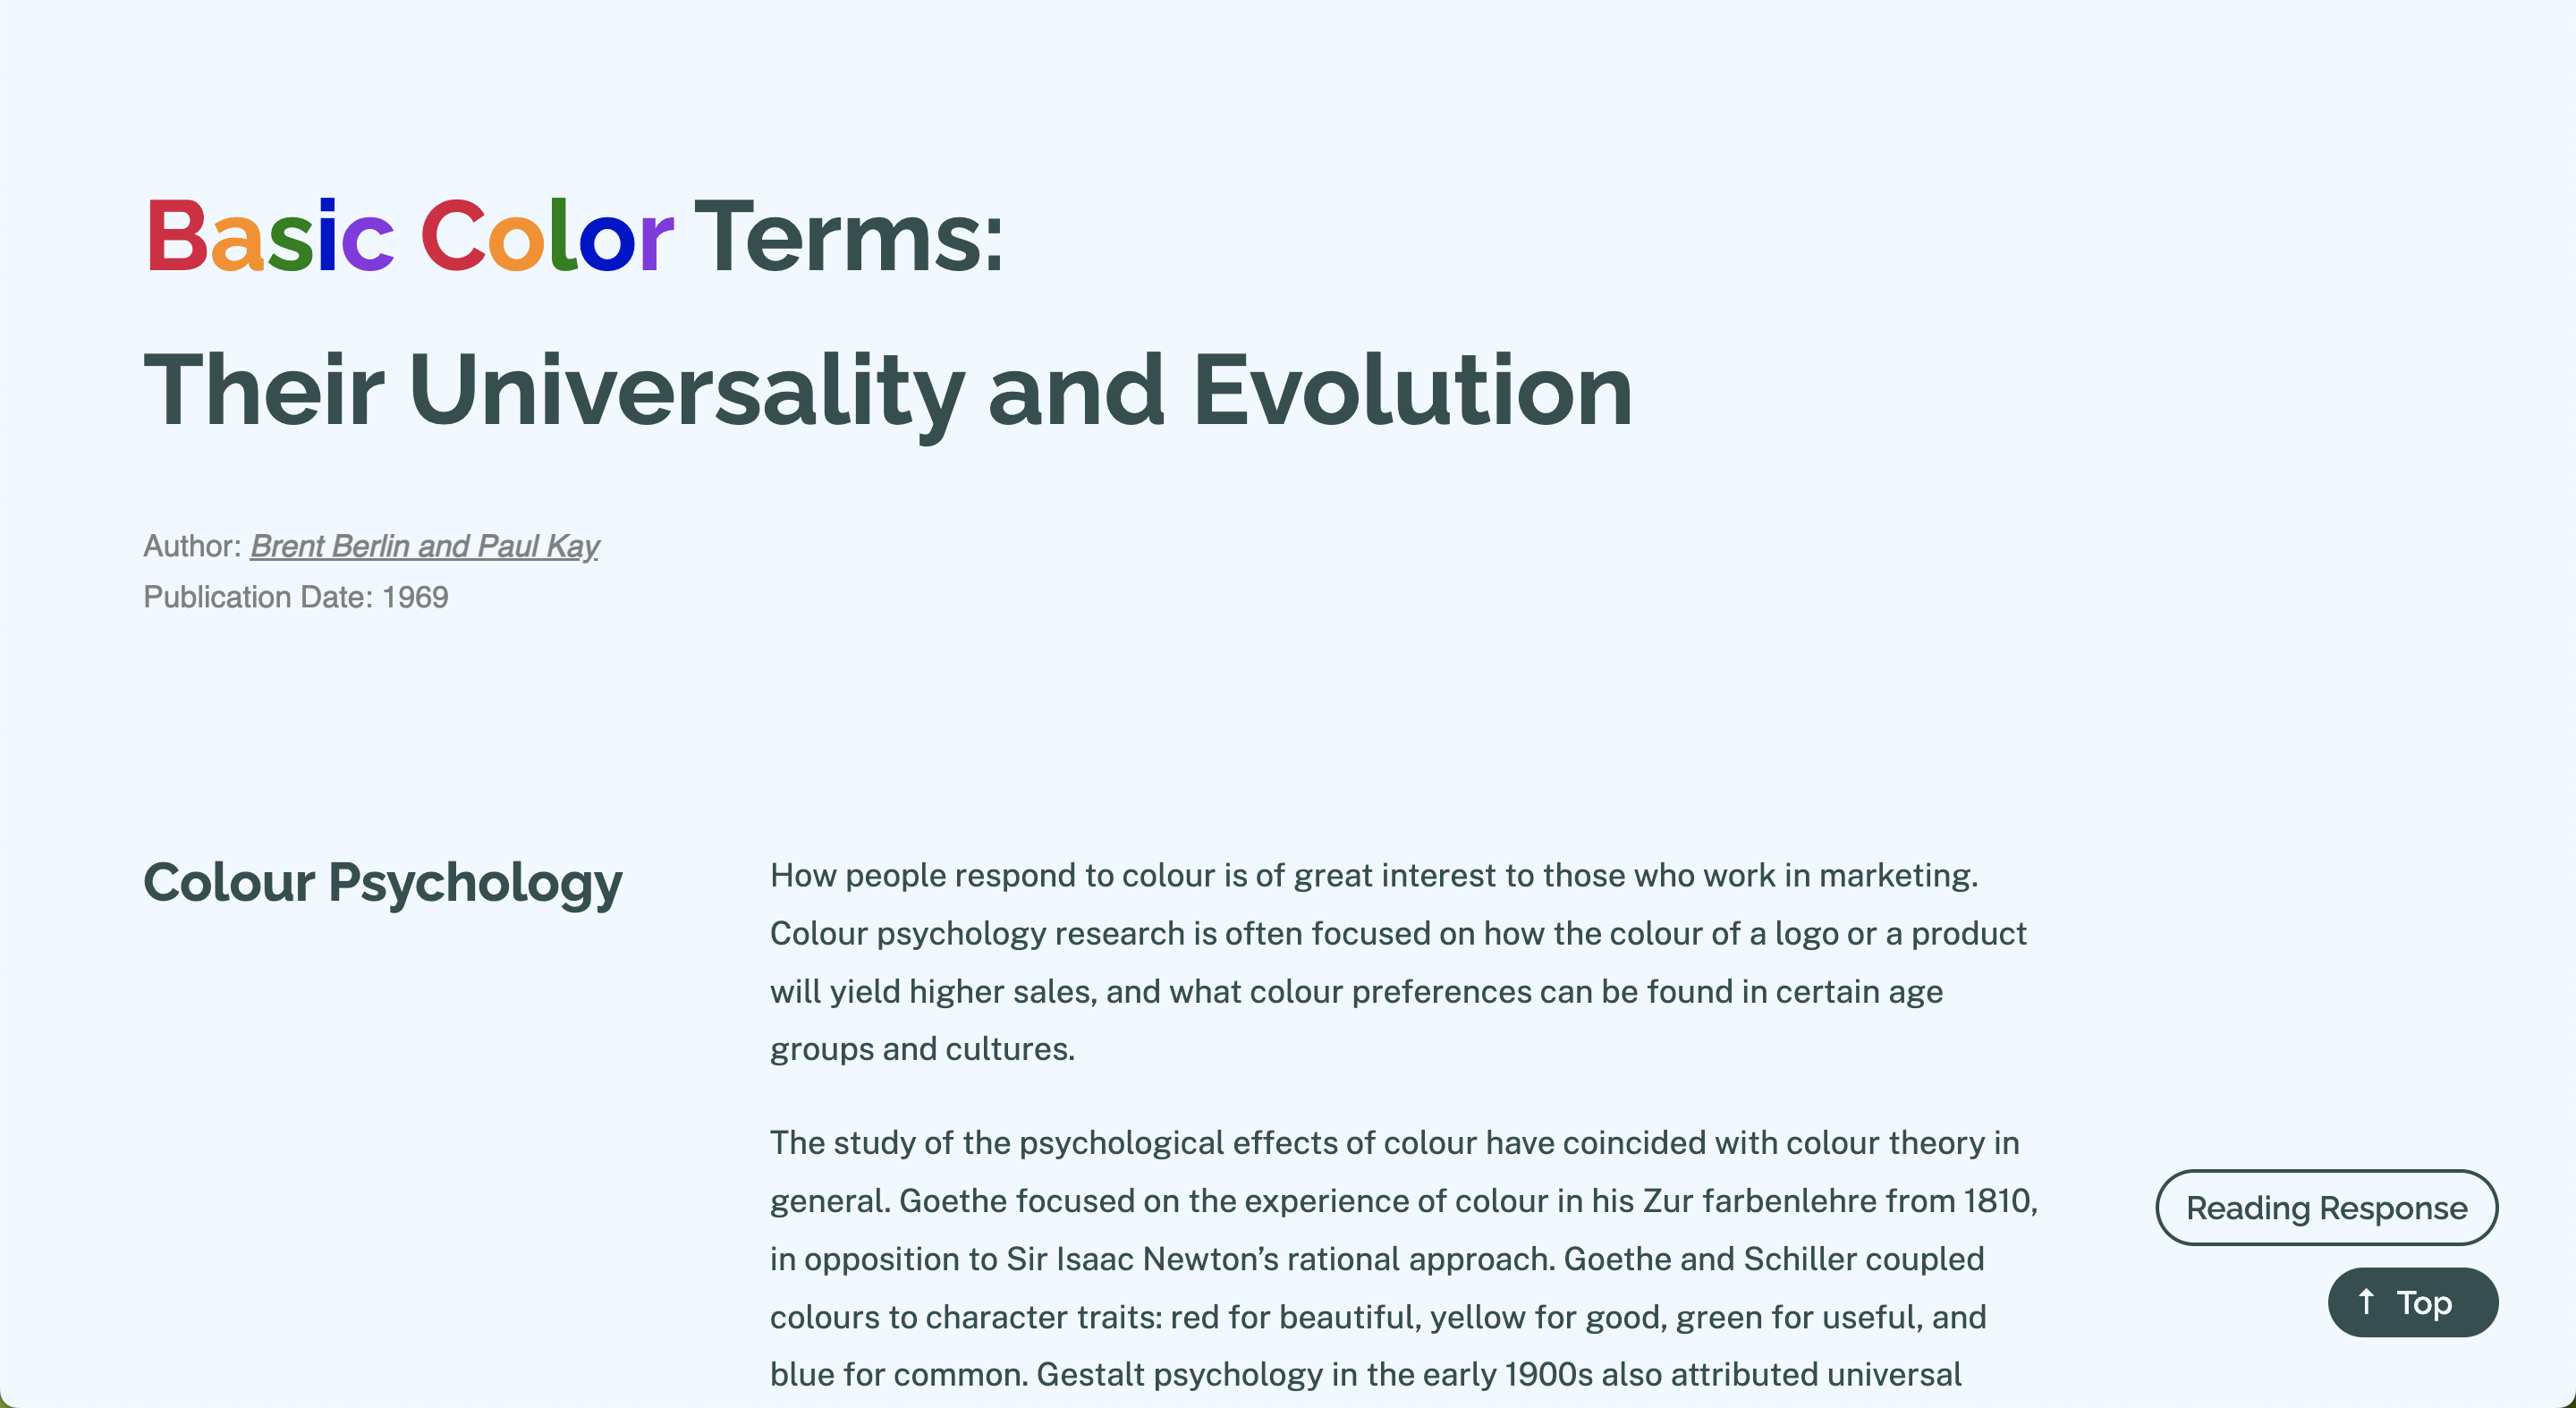 Basic Color Terms:
Their Universality and Evolution
Author: Brent Berlin and Paul Kay
Publication Date: 1969
Colour Psychology
How people respond to colour is of great interest to those who work in marketing.
Colour psychology research is often focused on how the colour of a logo or a product
will yield higher sales, and what colour preferences can be found in certain age
groups and cultures.
The study of the psychological effects of colour have coincided with colour theory in
general. Goethe focused on the experience of colour in his Zur farbenlehre from 1810,
in opposition to Sir Isaac Newton’s rational approach. Goethe and Schiller coupled
colours to character traits: red for beautiful, yellow for good, green for useful, and
blue for common. Gestalt psychology in the early 1900s also attributed universal
Reading Response
↑ Top